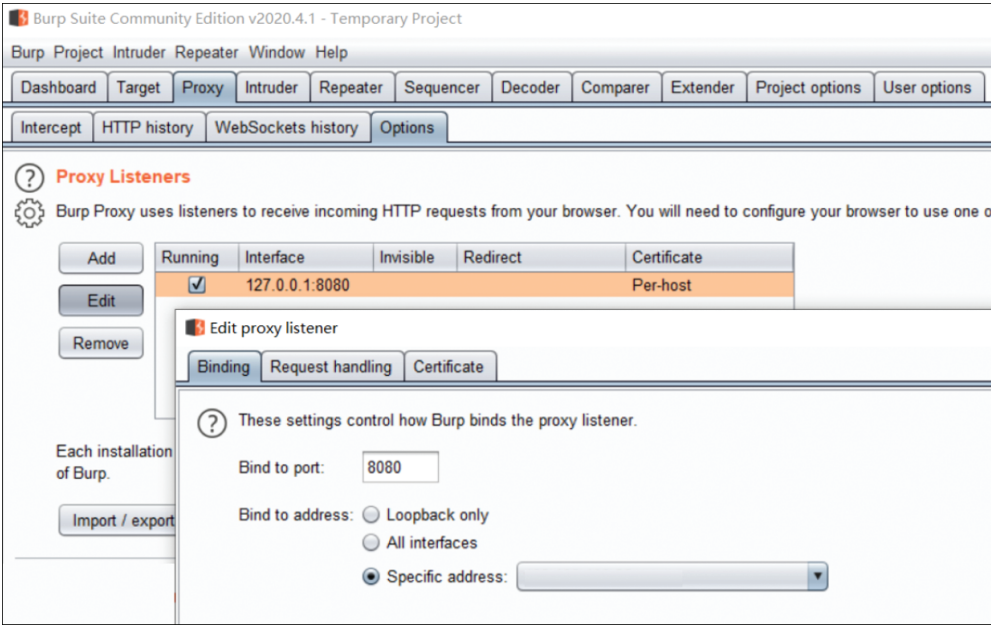 Burp Suite Community Edition v2020.4.1 - Temporary Project
Burp Project Intruder Repeater Window Help
Dashboard Target Proxy Intruder Repeater Sequencer Decoder Comparer Extender Project options User options
Intercept HTTP history WebSockets history Options
? Proxy Listeners
Burp Proxy uses listeners to receive incoming HTTP requests from your browser. You will need to configure your browser to use one o
Add Running Interface Invisible Redirect Certificate
127.0.0.1:8080 Per-host
Edit
Remove
Edit proxy listener
Binding Request handling Certificate
? These settings control how Burp binds the proxy listener.
Each installation
of Burp.
Import / export
Bind to port: 8080
Bind to address: Loopback only
All interfaces
Specific address: